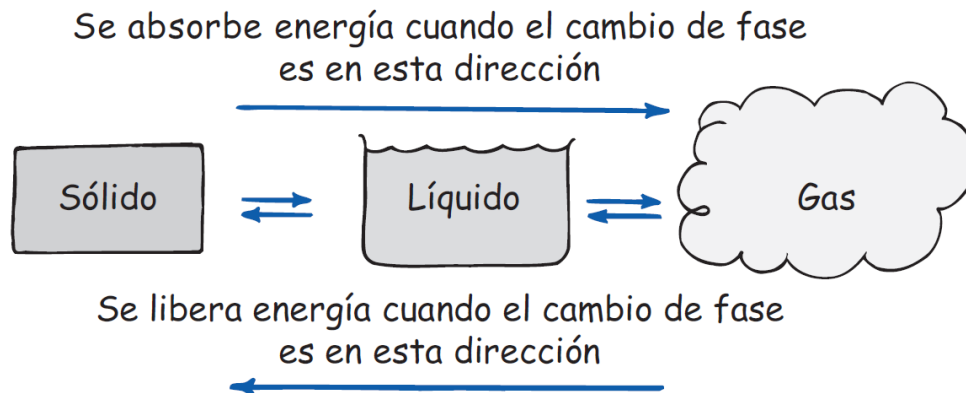 Se absorbe energía cuando el cambio de fase
es en esta dirección
Sólido
Líquido
Gas
Se libera energía cuando el cambio de fase
es en esta dirección